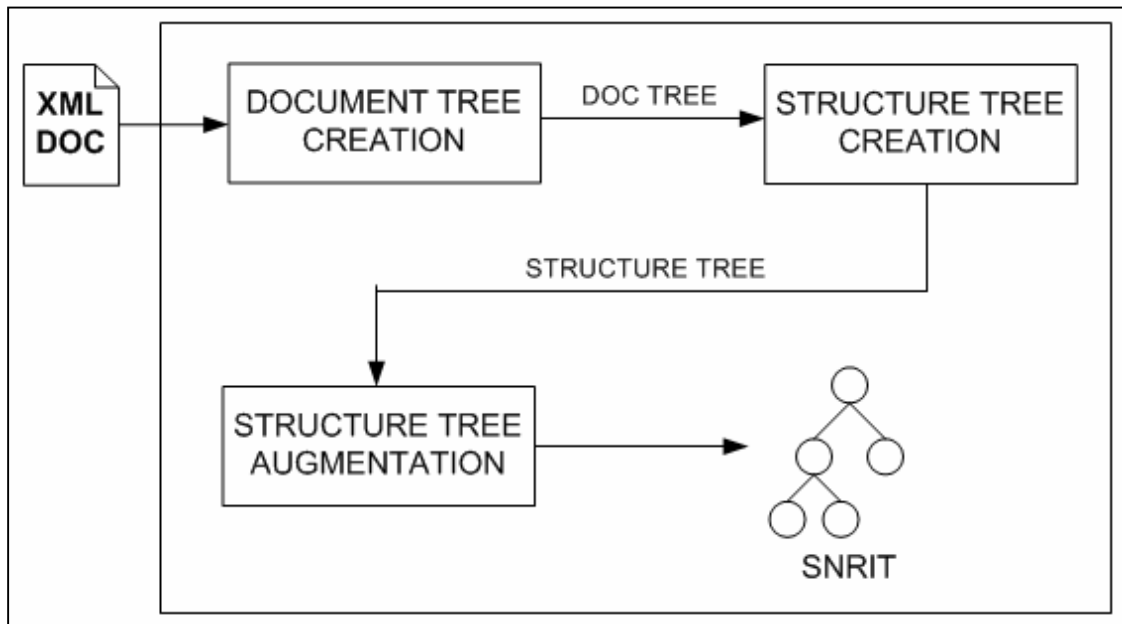 XML
DOC
DOCUMENT TREE
CREATION
DOC TREE
STRUCTURE TREE
CREATION
STRUCTURE TREE
STRUCTURE TREE
AUGMENTATION
SNRIT